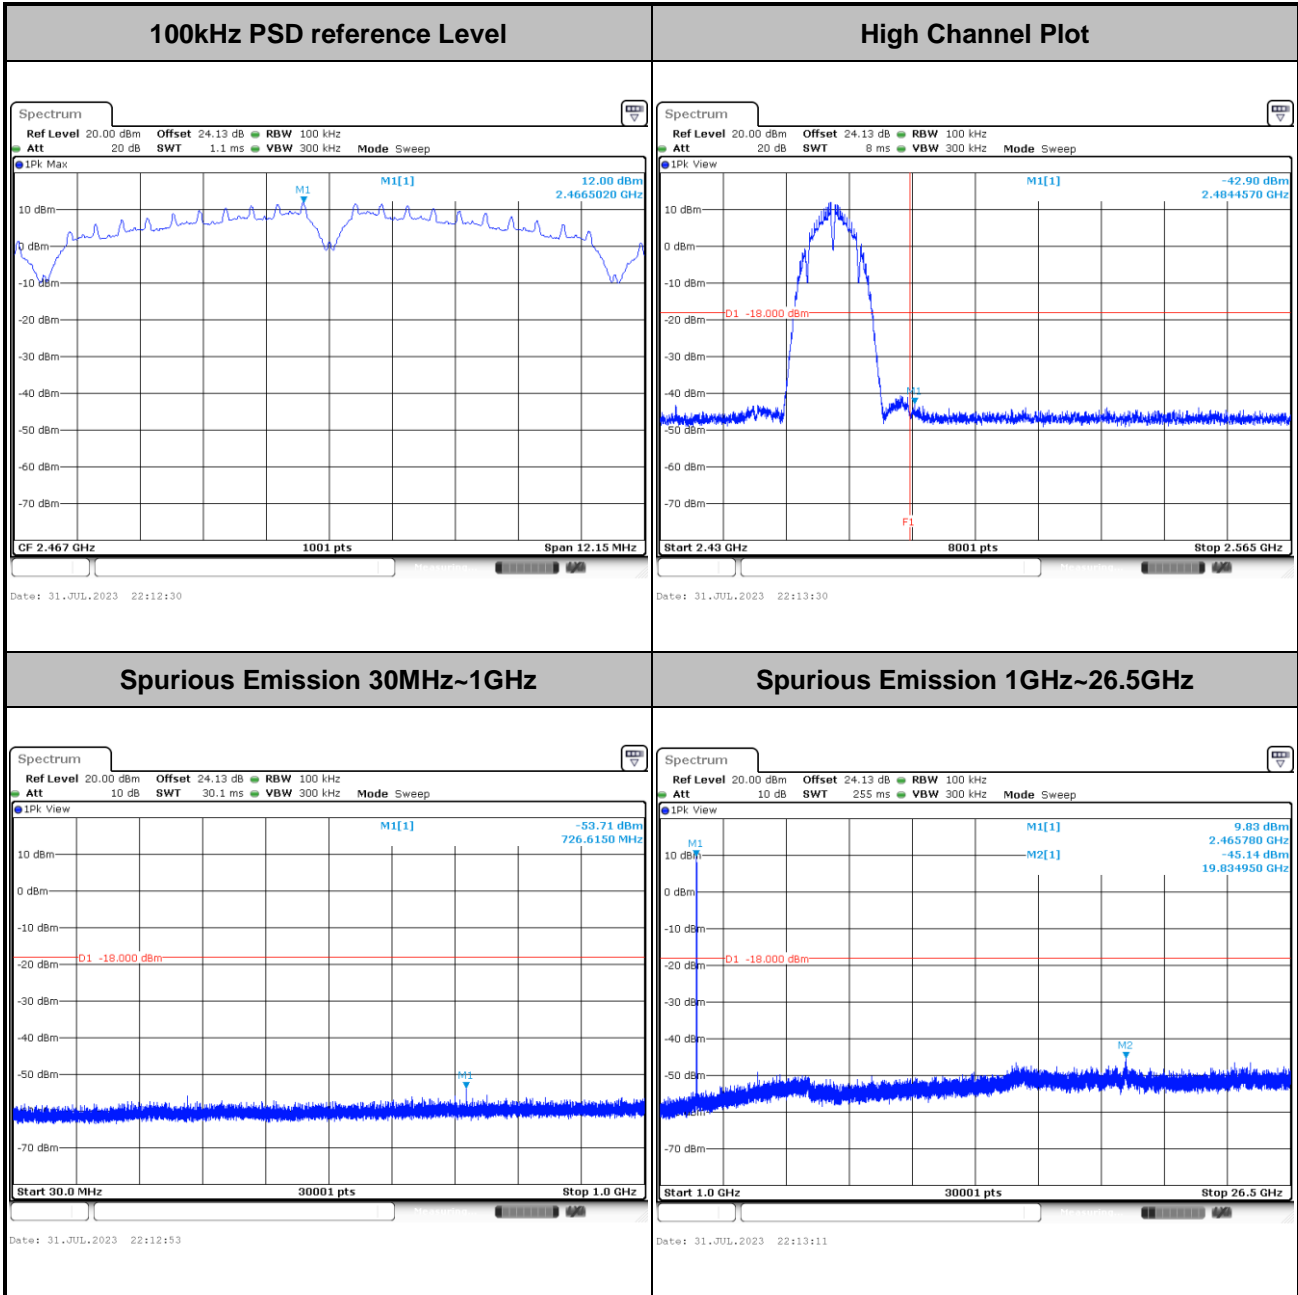 100kHz PSD reference Level
High Channel Plot
Spectrum
Ref Level 20.00 dBm Offset 24.13 dB RBW 100 kHz
Att 20 dB SWT 1.1 ms VBW 300 kHz Mode Sweep
1Pk Max
M1[1] 12.00 dBm
2.4665020 GHz
M1
10 dBm
0 dBm
-10 dBm
-20 dBm
-30 dBm
-40 dBm
-50 dBm
-60 dBm
-70 dBm
CF 2.467 GHz 1001 pts Span 12.15 MHz
Measuring
Date: 31.JUL.2023 22:12:30
Spectrum
Ref Level 20.00 dBm Offset 24.13 dB RBW 100 kHz
Att 20 dB SWT 8 ms VBW 300 kHz Mode Sweep
1Pk View
M1[1] -42.90 dBm
2.4844570 GHz
10 dBm
0 dBm
-10 dBm
D1 -18.000 dBm
-20 dBm
-30 dBm
-40 dBm
M1
-50 dBm
-60 dBm
-70 dBm
F1
Start 2.43 GHz 8001 pts Stop 2.565 GHz
Measuring
Date: 31.JUL.2023 22:13:30
Spurious Emission 30MHz~1GHz
Spurious Emission 1GHz~26.5GHz
Spectrum
Ref Level 20.00 dBm Offset 24.13 dB RBW 100 kHz
Att 10 dB SWT 30.1 ms VBW 300 kHz Mode Sweep
1Pk View
M1[1] -53.71 dBm
726.6150 MHz
10 dBm
0 dBm
-10 dBm
D1 -18.000 dBm
-20 dBm
-30 dBm
-40 dBm
-50 dBm
M1
-70 dBm
Start 30.0 MHz 30001 pts Stop 1.0 GHz
Measuring
Date: 31.JUL.2023 22:12:53
Spectrum
Ref Level 20.00 dBm Offset 24.13 dB RBW 100 kHz
Att 10 dB SWT 255 ms VBW 300 kHz Mode Sweep
1Pk View
M1[1] 9.83 dBm
2.465780 GHz
M2[1] -45.14 dBm
19.834950 GHz
M1
10 dBm
0 dBm
-10 dBm
D1 -18.000 dBm
-20 dBm
-30 dBm
-40 dBm
M2
-50 dBm
-70 dBm
Start 1.0 GHz 30001 pts Stop 26.5 GHz
Measuring
Date: 31.JUL.2023 22:13:11